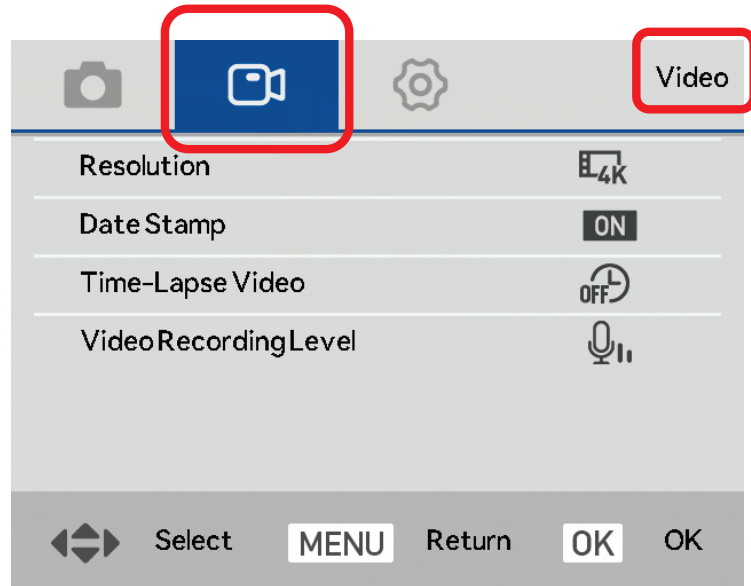 Video
Resolution 4K
Date Stamp ON
Time-Lapse Video OFF
Video Recording Level
Select MENU Return OK OK